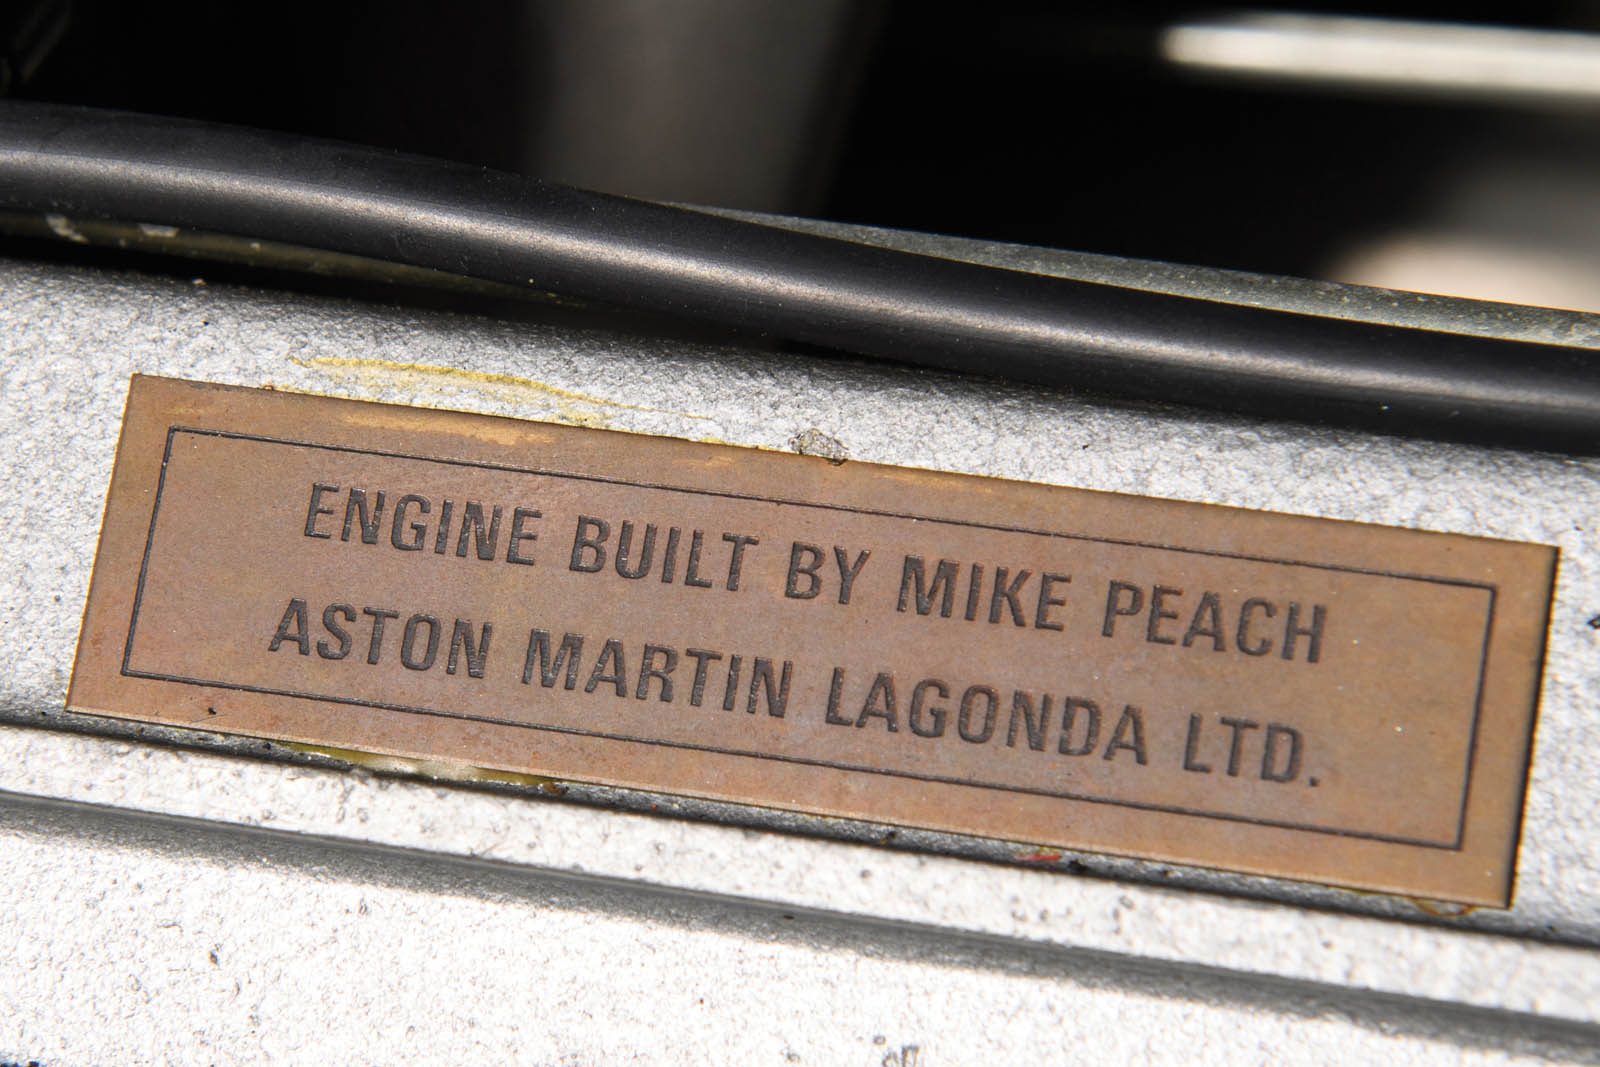 ENGINE BUILT BY MIKE PEACH
ASTON MARTIN LAGONDA LTD.